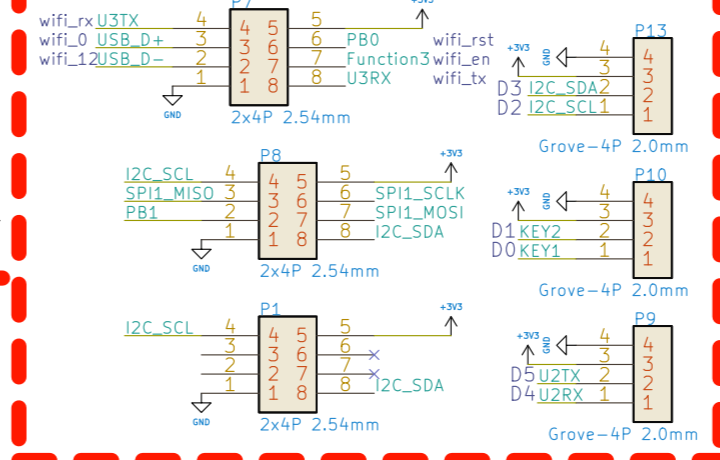 P7
wifi_rx U3TX 4 4 5 5
wifi_0 USB_D+ 3 3 6 6 PB0 wifi_rst
wifi_12 USB_D- 2 2 7 7 Function3 wifi_en
1 1 8 8 U3RX wifi_tx
GND
2x4P 2.54mm
P8
+3V3
I2C_SCL 4 4 5 5
SPI1_MISO 3 3 6 6 SPI1_SCLK
PB1 2 2 7 7 SPI1_MOSI
1 1 8 8 I2C_SDA
GND
2x4P 2.54mm
P1
+3V3
I2C_SCL 4 4 5 5
3 3 6 6
2 2 7 7
1 1 8 8 I2C_SDA
GND
2x4P 2.54mm
P13
+3V3 GND 4 4
3 3
D3 I2C_SDA 2 2
D2 I2C_SCL 1 1
Grove-4P 2.0mm
P10
+3V3 GND 4 4
3 3
D1 KEY2 2 2
D0 KEY1 1 1
Grove-4P 2.0mm
P9
+3V3 GND 4 4
3 3
D5 U2TX 2 2
D4 U2RX 1 1
Grove-4P 2.0mm